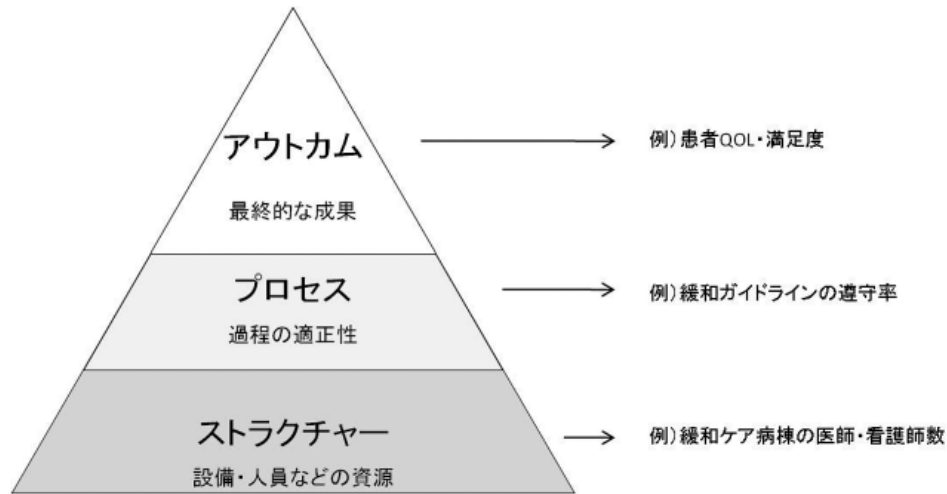 アウトカム
最終的な成果
例)患者QOL・満足度
プロセス
過程の適正性
例)緩和ガイドラインの遵守率
ストラクチャー
設備・人員などの資源
例)緩和ケア病棟の医師・看護師数